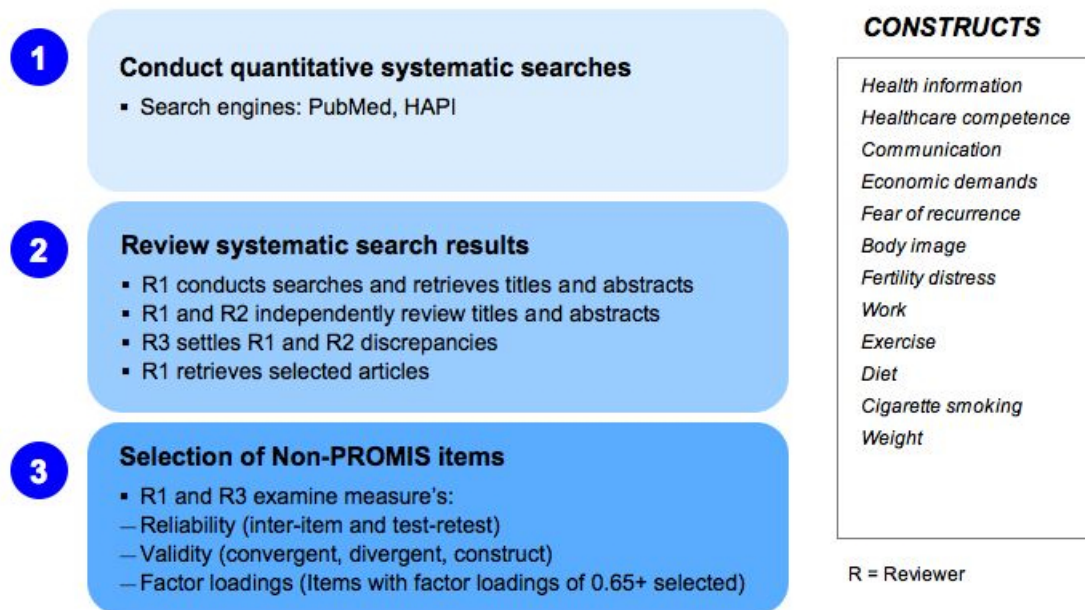 1
Conduct quantitative systematic searches
▪ Search engines: PubMed, HAPI
2
Review systematic search results
▪ R1 conducts searches and retrieves titles and abstracts
▪ R1 and R2 independently review titles and abstracts
▪ R3 settles R1 and R2 discrepancies
▪ R1 retrieves selected articles
3
Selection of Non-PROMIS items
▪ R1 and R3 examine measure's:
— Reliability (inter-item and test-retest)
— Validity (convergent, divergent, construct)
— Factor loadings (Items with factor loadings of 0.65+ selected)
CONSTRUCTS
Health information
Healthcare competence
Communication
Economic demands
Fear of recurrence
Body image
Fertility distress
Work
Exercise
Diet
Cigarette smoking
Weight
R = Reviewer